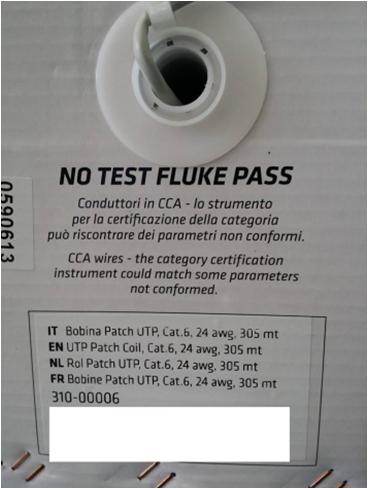 NO TEST FLUKE PASS
Conduttori in CCA - lo strumento
per la certificazione della categoria
può riscontrare dei parametri non conformi.
CCA wires - the category certification
instrument could match some parameters
not conformed.
0590613
IT Bobina Patch UTP, Cat.6, 24 awg, 305 mt
EN UTP Patch Coil, Cat.6, 24 awg, 305 mt
NL Rol Patch UTP, Cat.6, 24 awg, 305 mt
FR Bobine Patch UTP, Cat.6, 24 awg, 305 mt
310-00006